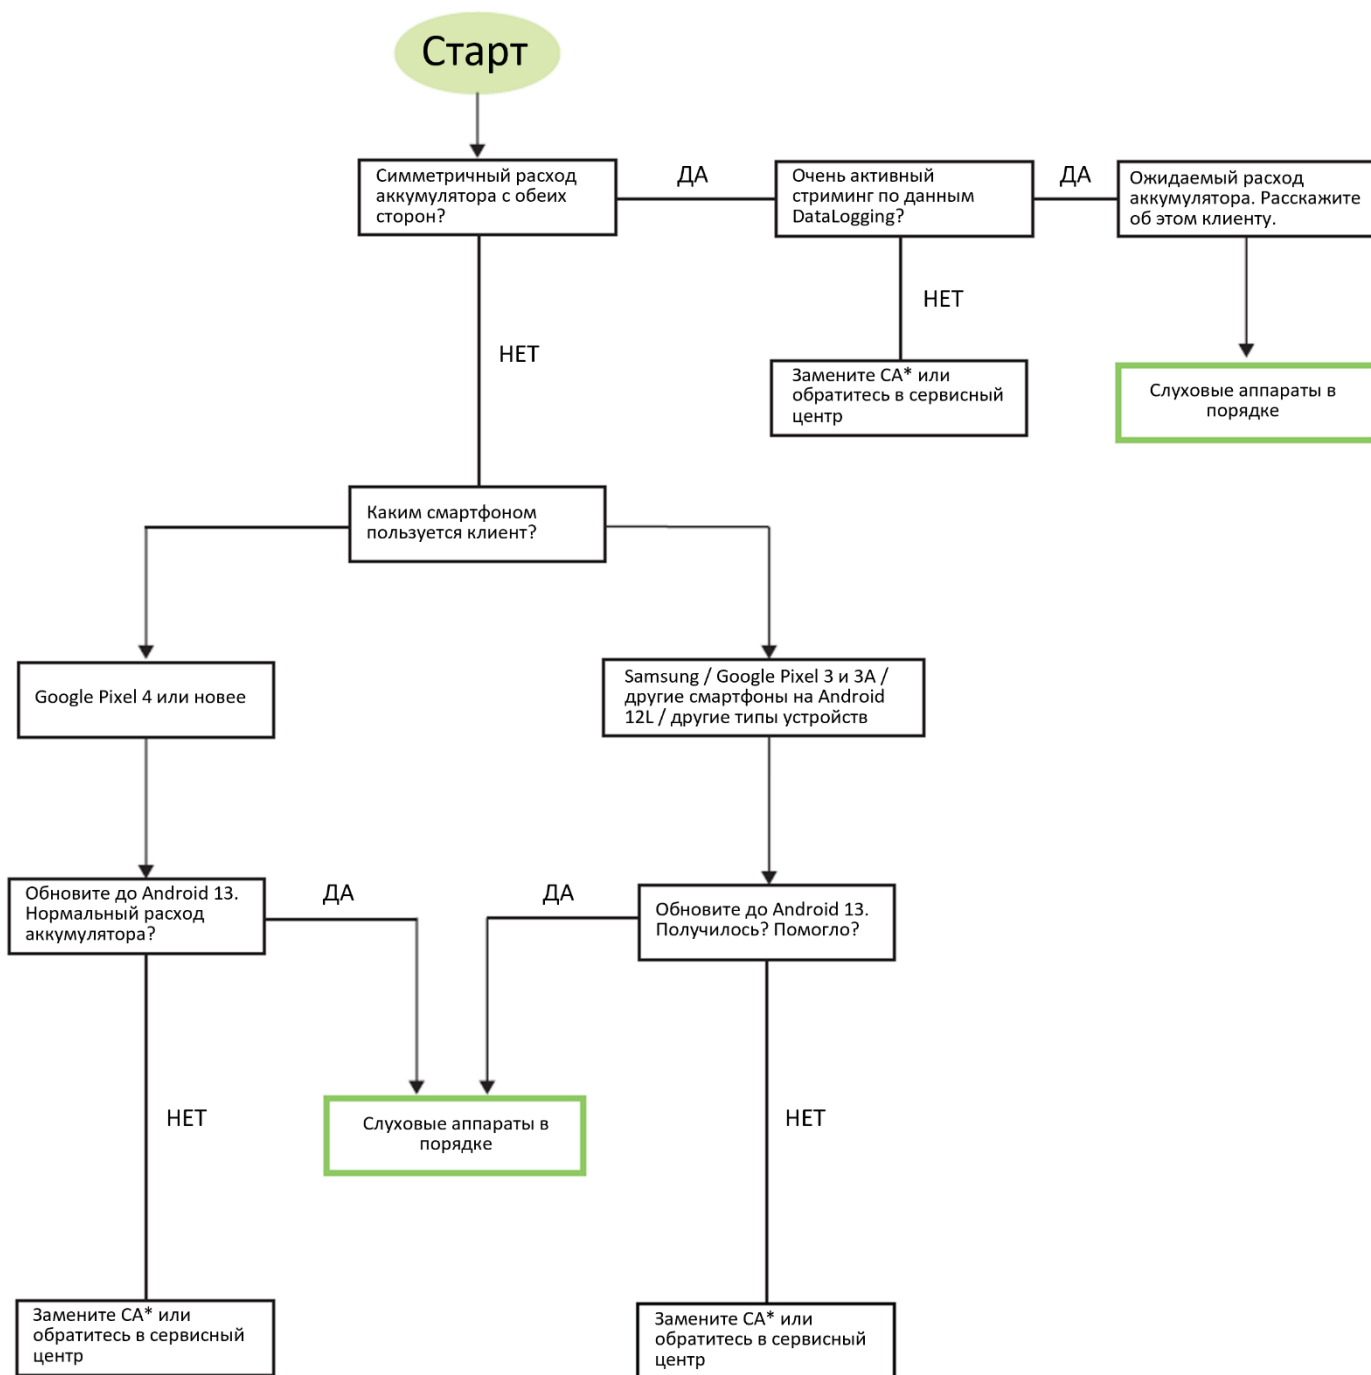 Старт
Симметричный расход
аккумулятора с обеих
сторон?
ДА
Очень активный
стриминг по данным
DataLogging?
ДА
Ожидаемый расход
аккумулятора. Расскажите
об этом клиенту.
НЕТ
НЕТ
Замените СА* или
обратитесь в сервисный
центр
Слуховые аппараты в
порядке
Каким смартфоном
пользуется клиент?
Google Pixel 4 или новее
Samsung / Google Pixel 3 и 3A /
другие смартфоны на Android
12L / другие типы устройств
Обновите до Android 13.
Нормальный расход
аккумулятора?
ДА
ДА
Обновите до Android 13.
Получилось? Помогло?
НЕТ
Слуховые аппараты в
порядке
НЕТ
Замените СА* или
обратитесь в сервисный
центр
Замените СА* или
обратитесь в сервисный
центр